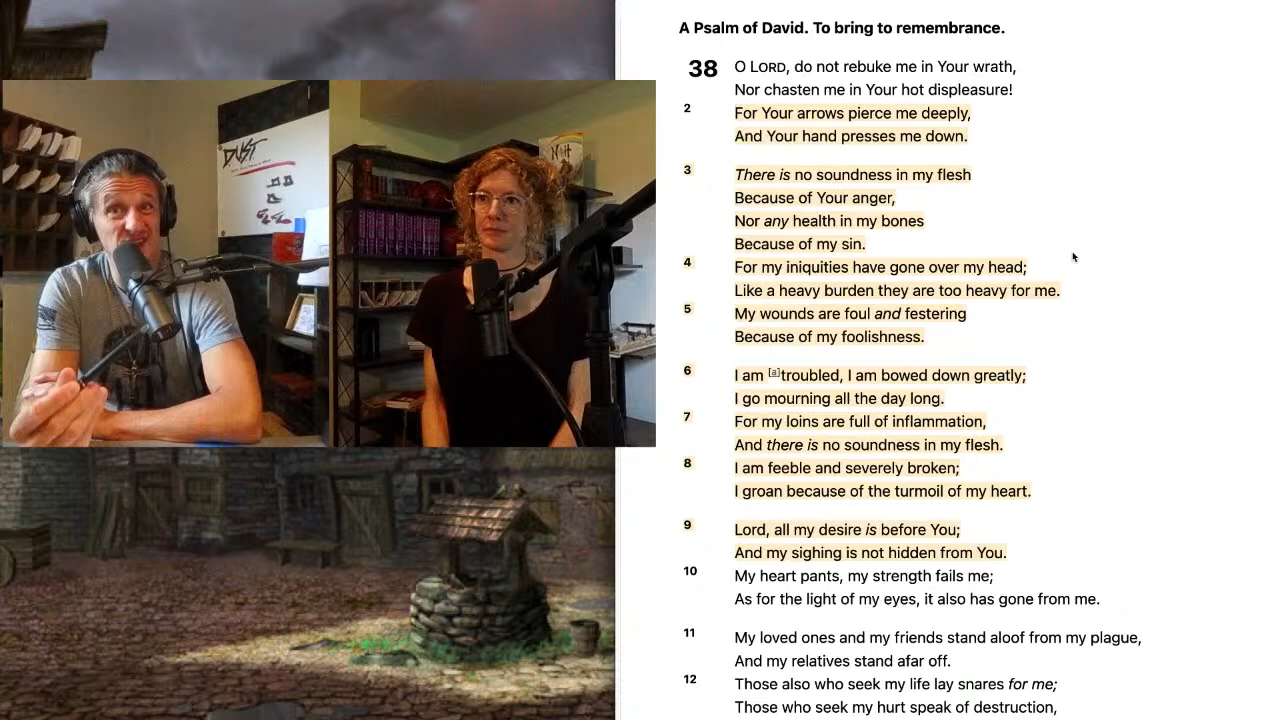 A Psalm of David. To bring to remembrance.
38 O LORD, do not rebuke me in Your wrath,
Nor chasten me in Your hot displeasure!
2 For Your arrows pierce me deeply,
And Your hand presses me down.
3 There is no soundness in my flesh
Because of Your anger,
Nor any health in my bones
Because of my sin.
4 For my iniquities have gone over my head;
Like a heavy burden they are too heavy for me.
5 My wounds are foul and festering
Because of my foolishness.
6 I am [a]troubled, I am bowed down greatly;
I go mourning all the day long.
7 For my loins are full of inflammation,
And there is no soundness in my flesh.
8 I am feeble and severely broken;
I groan because of the turmoil of my heart.
9 Lord, all my desire is before You;
And my sighing is not hidden from You.
10 My heart pants, my strength fails me;
As for the light of my eyes, it also has gone from me.
11 My loved ones and my friends stand aloof from my plague,
And my relatives stand afar off.
12 Those also who seek my life lay snares for me;
Those who seek my hurt speak of destruction,
DUST